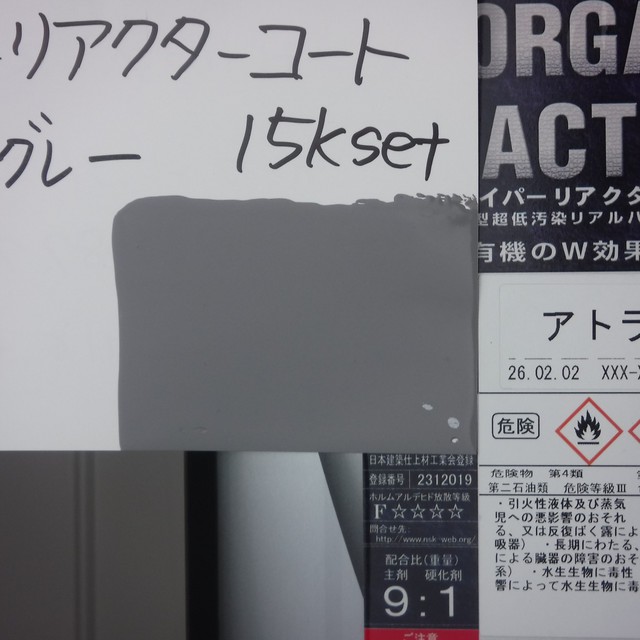 リアクターコート
グレー 15kset
ORGA
ACT
イパーリアクタ
型超低汚染リアルハ
有機のW効果
アトラ
26.02.02 XXX-X
危険
危険物 第4類
第二石油類 危険等級Ⅲ
・引火性液体及び蒸気
児への悪影響のおそれ
る、又は反復ばく露によ
吸器) ・長期にわたる、
による臓器の障害のおそ
系) ・水生生物に毒性
響によって水生生物に毒
日本建築仕上材工業会登録
登録番号 2312019
ホルムアルデヒド放散等級
F☆☆☆☆
問合せ先:
http://www.nsk-web.org/
配合比(重量)
主剤 硬化剤
9:1
ご注意